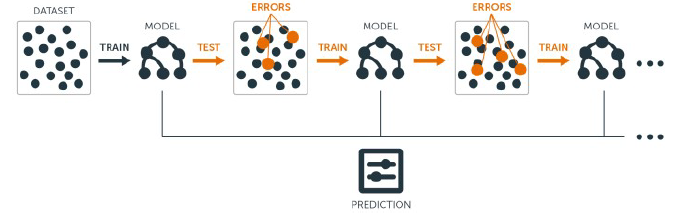 DATASET
TRAIN
MODEL
TEST
ERRORS
TRAIN
MODEL
TEST
ERRORS
TRAIN
MODEL
PREDICTION